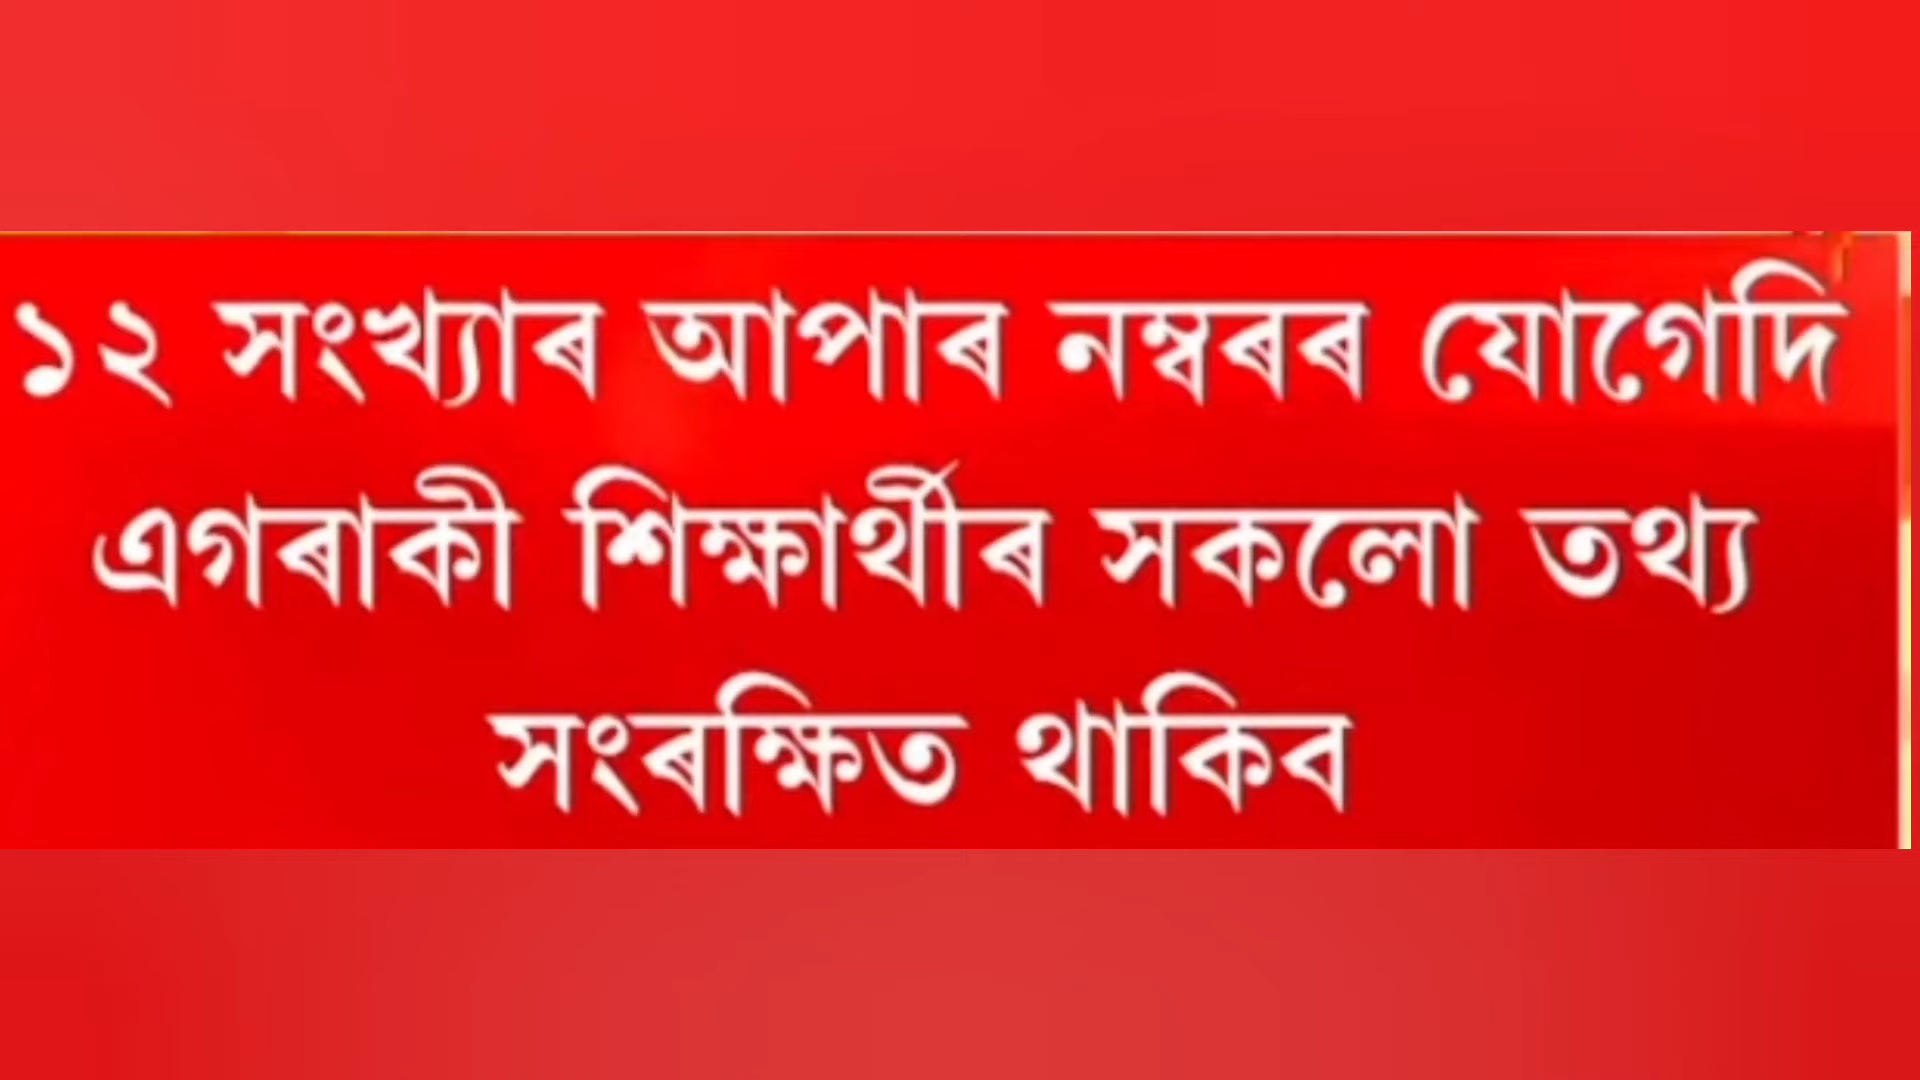 ১২ সংখ্যাৰ আপাৰ নম্বৰৰ যোগেদি
এগৰাকী শিক্ষাৰ্থীৰ সকলো তথ্য
সংৰক্ষিত থাকিব